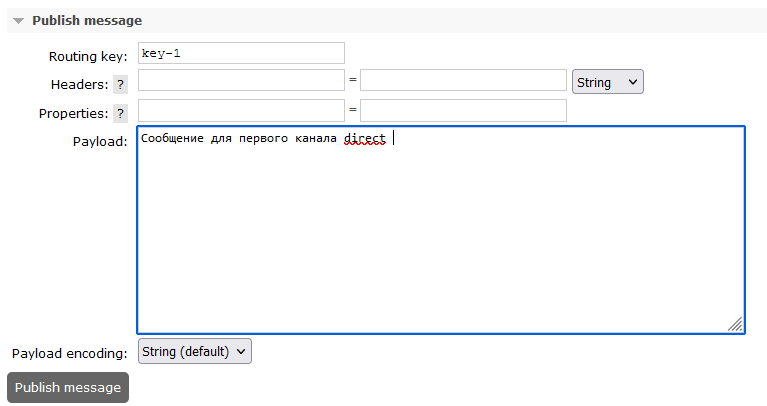 Publish message
Routing key: key-1
Headers: ? = String
Properties: ? =
Payload: Сообщение для первого канала direct
Payload encoding: String (default)
Publish message